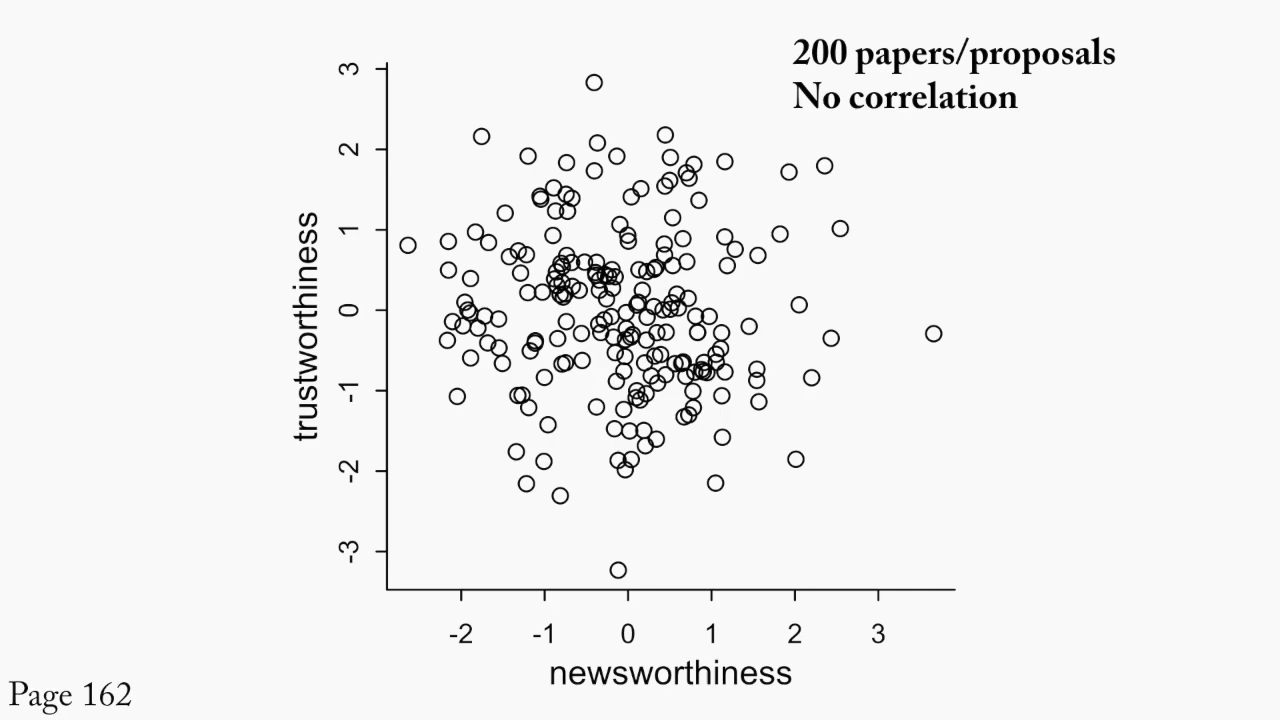 200 papers/proposals
No correlation
3
2
1
0
-1
-2
-3
trustworthiness
-2 -1 0 1 2 3
newsworthiness
Page 162